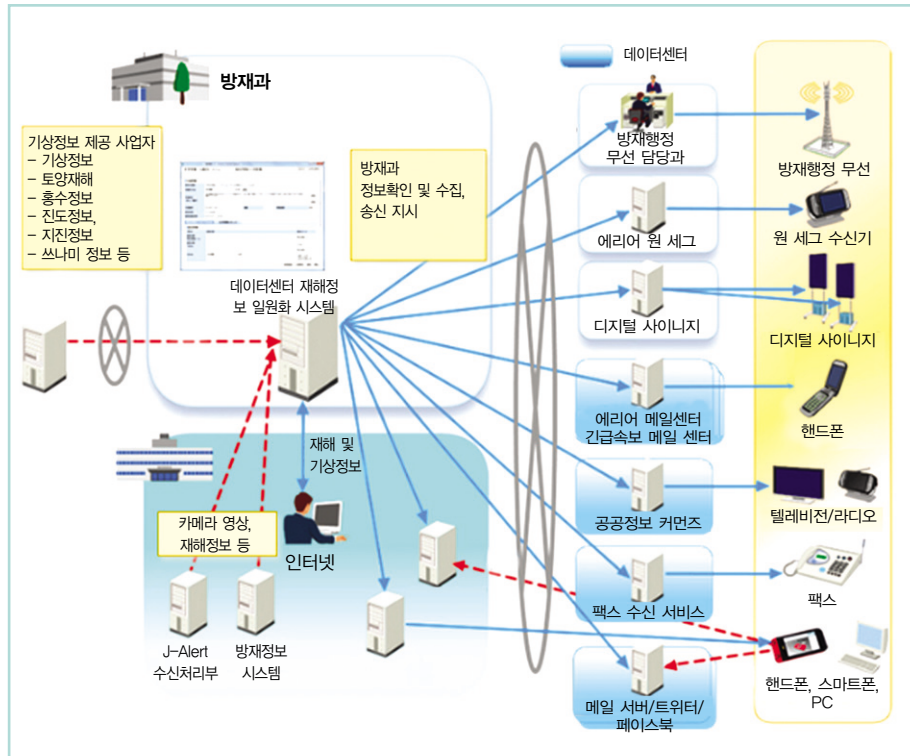 방재과
기상정보 제공 사업자
- 기상정보
- 토양재해
- 홍수정보
- 진도정보,
- 지진정보
- 쓰나미 정보 등
방재과
정보확인 및 수집,
송신 지시
데이터센터 재해정
보 일원화 시스템
재해 및
기상정보
카메라 영상,
재해정보 등
인터넷
J-Alert
수신처리부
방재정보
시스템
데이터센터
방재행정
무선 담당과
방재행정 무선
에리어 원 세그
원 세그 수신기
디지털 사이니지
디지털 사이니지
에리어 메일센터
긴급속보 메일 센터
핸드폰
공공정보 커먼즈
텔레비전/라디오
팩스 수신 서비스
팩스
메일 서버/트위터/
페이스북
핸드폰, 스마트폰,
PC